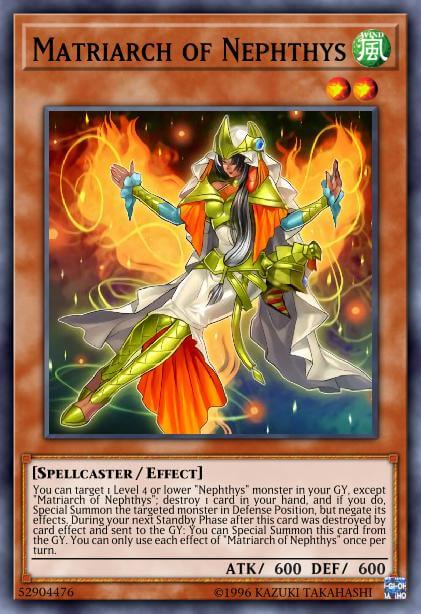 MATRIARCH OF NEPHTHYS
WIND
風
[SPELLCASTER / EFFECT]
You can target 1 Level 4 or lower "Nephthys" monster in your GY, except
"Matriarch of Nephthys"; destroy 1 card in your hand, and if you do,
Special Summon the targeted monster in Defense Position, but negate its
effects. During your next Standby Phase after this card was destroyed by
card effect and sent to the GY: You can Special Summon this card from
the GY. You can only use each effect of "Matriarch of Nephthys" once per
turn.
ATK/ 600 DEF/ 600
52904476
©1996 KAZUKI TAKAHASHI